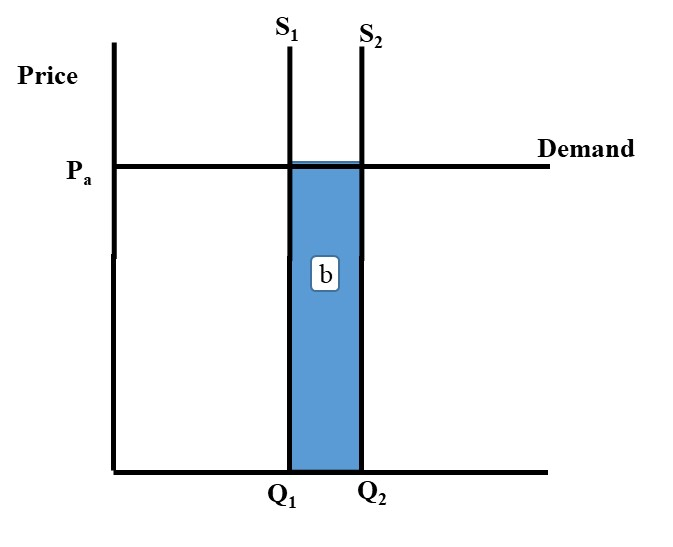 S₁
S₂
Price
Demand
Pₐ
b
Q₁
Q₂